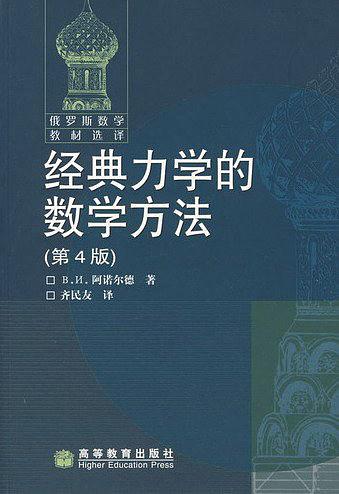 俄罗斯数学
教材选译
经典力学的
数学方法
(第4版)
□ В.И. 阿诺尔德 著
□ 齐民友 译
高等教育出版社
Higher Education Press